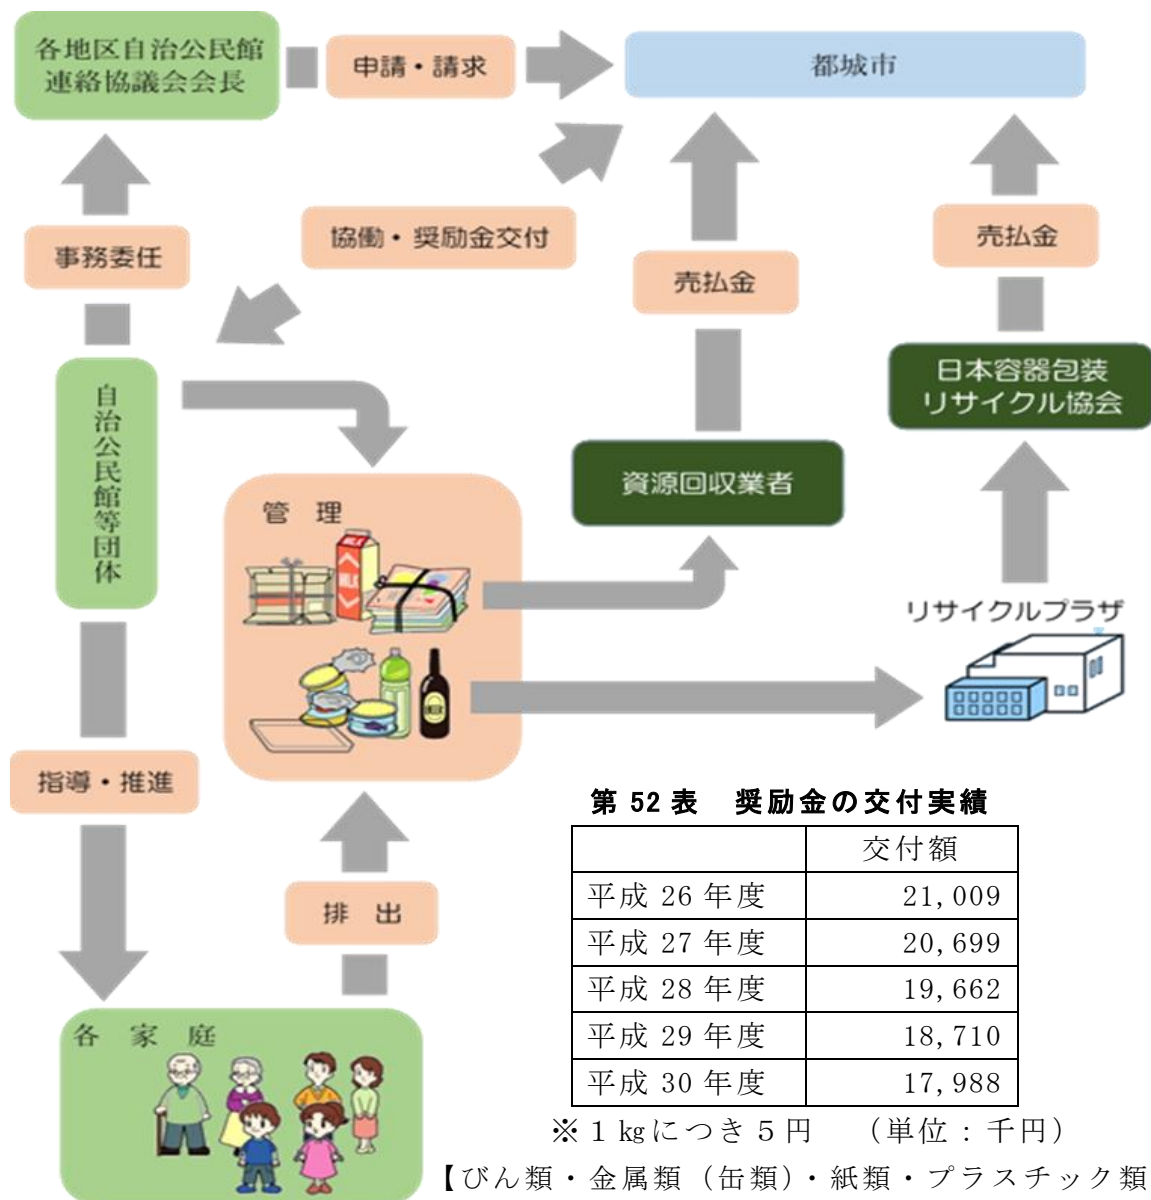 各地区自治公民館
連絡協議会会長
申請・請求
都城市
事務委任
協働・奨励金交付
売払金
売払金
自治公民館等団体
日本容器包装
リサイクル協会
資源回収業者
管 理
MILK
リサイクルプラザ
BEER
指導・推進
排 出
各 家 庭
第 52 表 奨励金の交付実績
交付額
平成 26 年度 21,009
平成 27 年度 20,699
平成 28 年度 19,662
平成 29 年度 18,710
平成 30 年度 17,988
※１㎏につき５円 （単位：千円）
【びん類・金属類（缶類）・紙類・プラスチック類